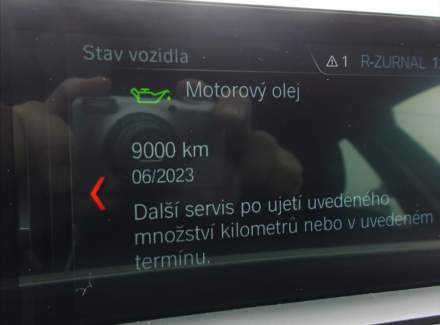 Stav vozidla
⚠1 R-ZURNAL
Motorový olej
9000 km
06/2023
Další servis po ujetí uvedeného
množství kilometrů nebo v uvedeném
termínu.